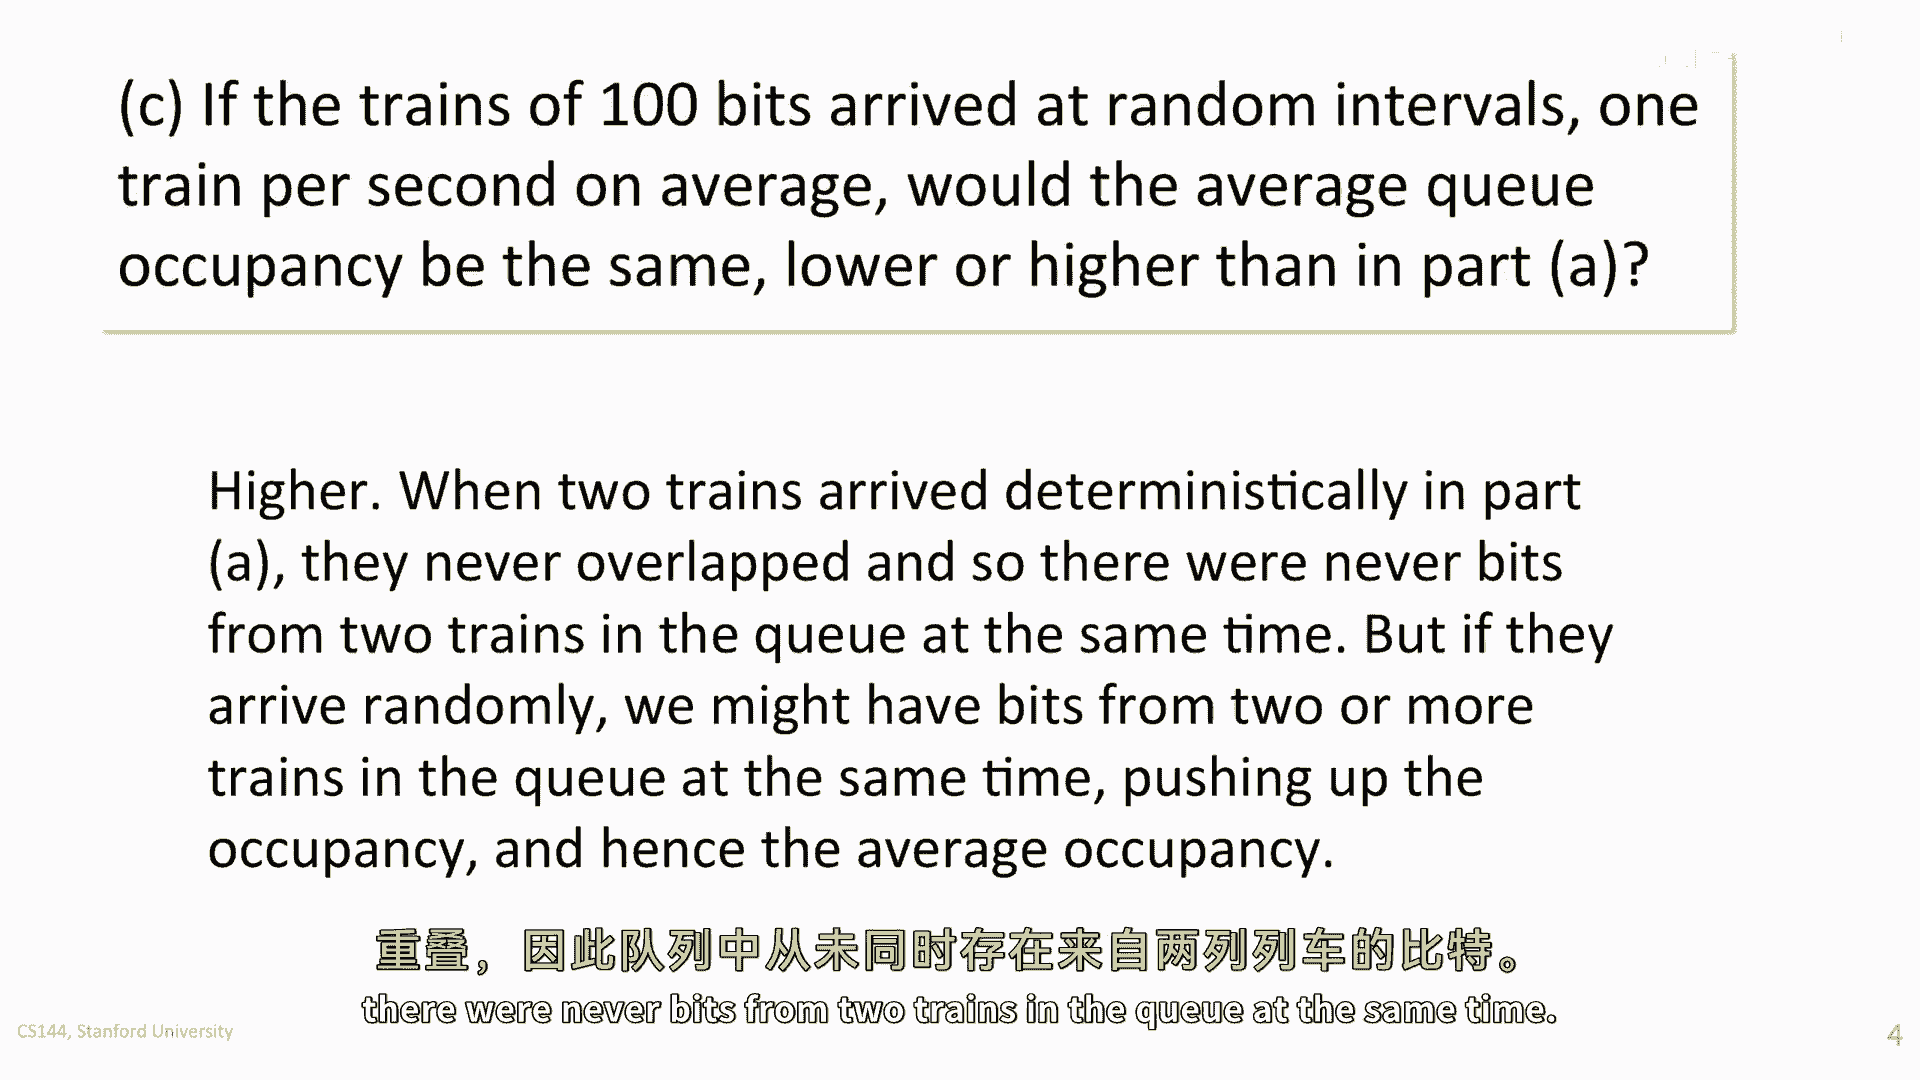 (c) If the trains of 100 bits arrived at random intervals, one
train per second on average, would the average queue
occupancy be the same, lower or higher than in part (a)?
Higher. When two trains arrived deterministically in part
(a), they never overlapped and so there were never bits
from two trains in the queue at the same time. But if they
arrive randomly, we might have bits from two or more
trains in the queue at the same time, pushing up the
occupancy, and hence the average occupancy.
重叠，因此队列中从未同时存在来自两列列车的比特。
there were never bits from two trains in the queue at the same time.
CS144, Stanford University
4